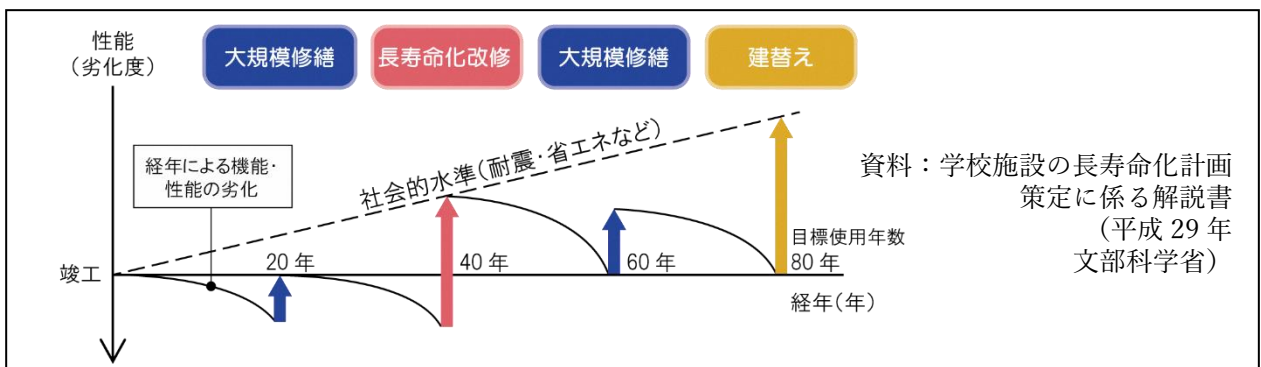 性能
(劣化度)
大規模修繕
長寿命化改修
大規模修繕
建替え
経年による機能・
性能の劣化
社会的水準(耐震・省エネなど)
資料：学校施設の長寿命化計画
策定に係る解説書
(平成 29 年
文部科学省)
目標使用年数
竣工
20 年
40 年
60 年
80 年
経年(年)